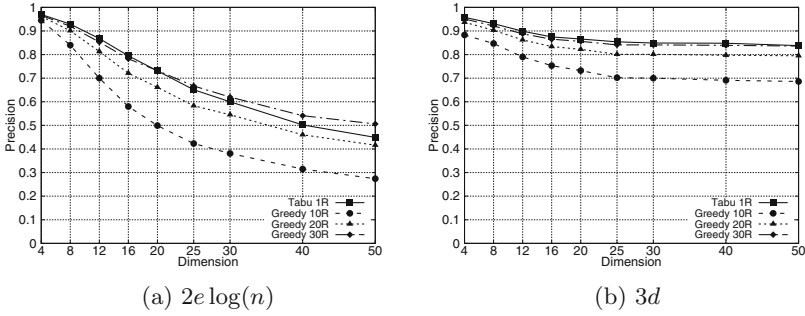 1
0.9
0.8
0.7
0.6
0.5
0.4
0.3
0.2
0.1
0
Precision
4 8 12 16 20 25 30 40 50
Dimension
Tabu 1R
Greedy 10R
Greedy 20R
Greedy 30R
(a) 2e log(n)
1
0.9
0.8
0.7
0.6
0.5
0.4
0.3
0.2
0.1
0
Precision
4 8 12 16 20 25 30 40 50
Dimension
Tabu 1R
Greedy 10R
Greedy 20R
Greedy 30R
(b) 3d